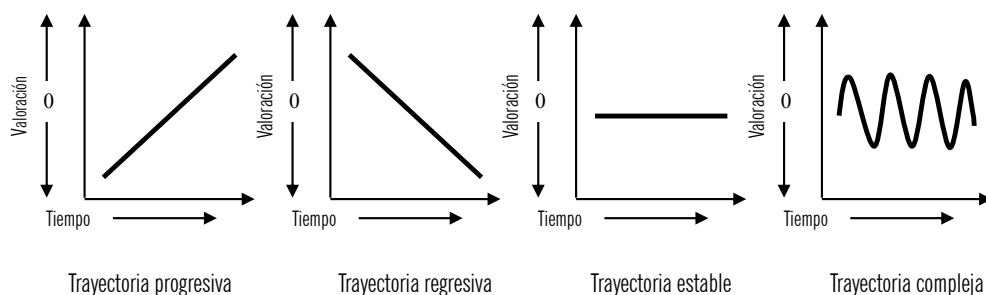 Valoración
0
Tiempo
Trayectoria progresiva
Valoración
0
Tiempo
Trayectoria regresiva
Valoración
0
Tiempo
Trayectoria estable
Valoración
0
Tiempo
Trayectoria compleja